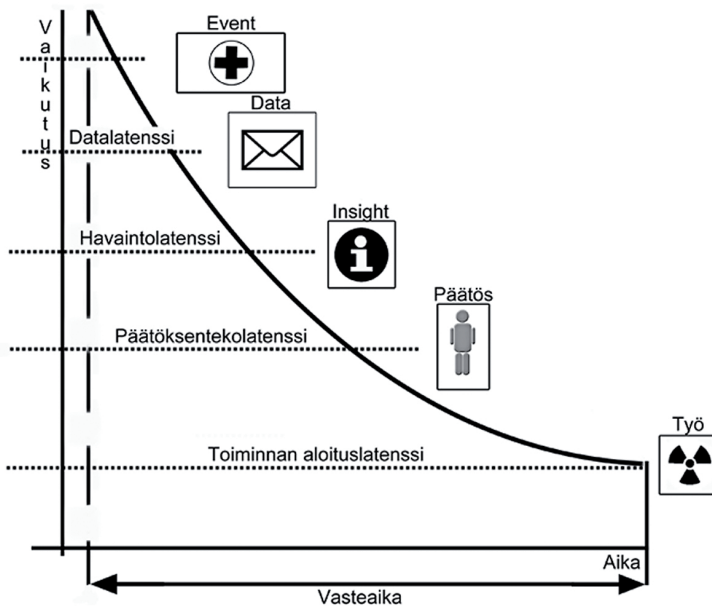 Vaikutus
Event
Data
Datalatenssi
Insight
Havaintolatenssi
Päätös
Päätöksentekolatenssi
Työ
Toiminnan aloituslatenssi
Aika
Vasteaika